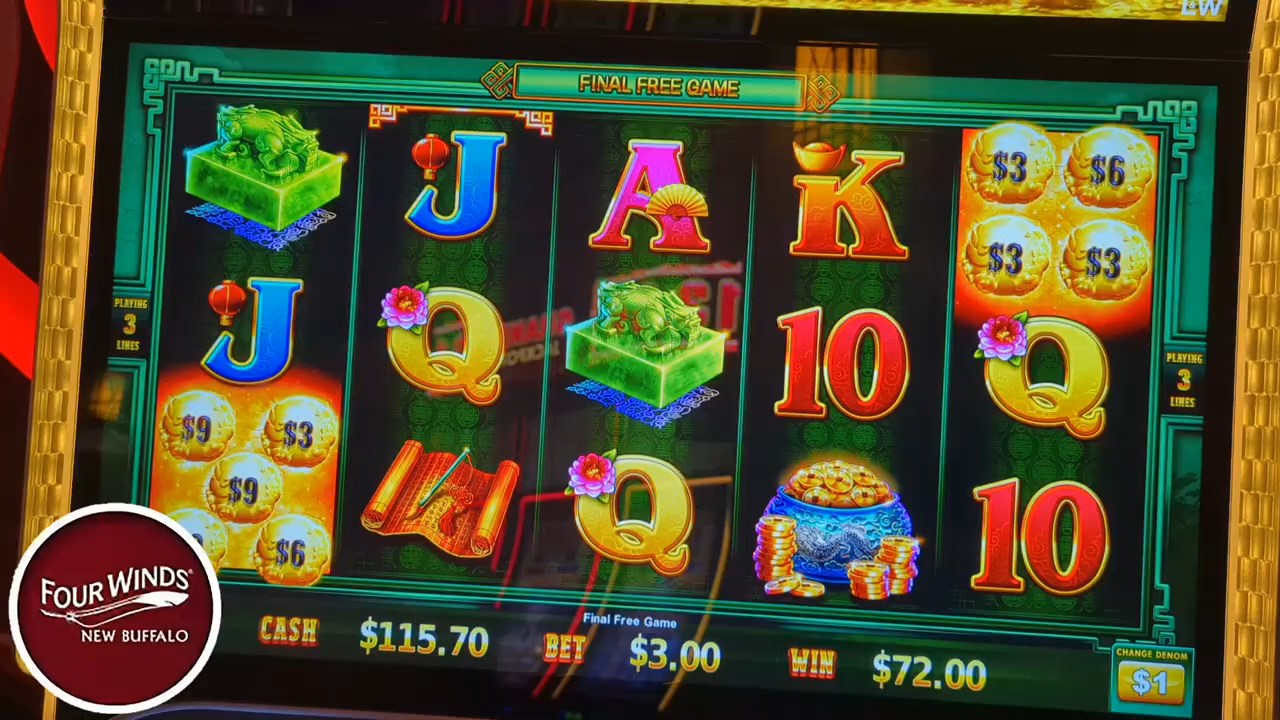 L&W
FINAL FREE GAME
J
A
K
$3
$6
$3
$3
J
Q
10
Q
PLAYING
3
LINES
PLAYING
3
LINES
$9
$3
$9
$6
Q
10
FOUR WINDS®
NEW BUFFALO
Final Free Game
CASH $115.70 BET $3.00 WIN $72.00
CHANGE DENOM
$1